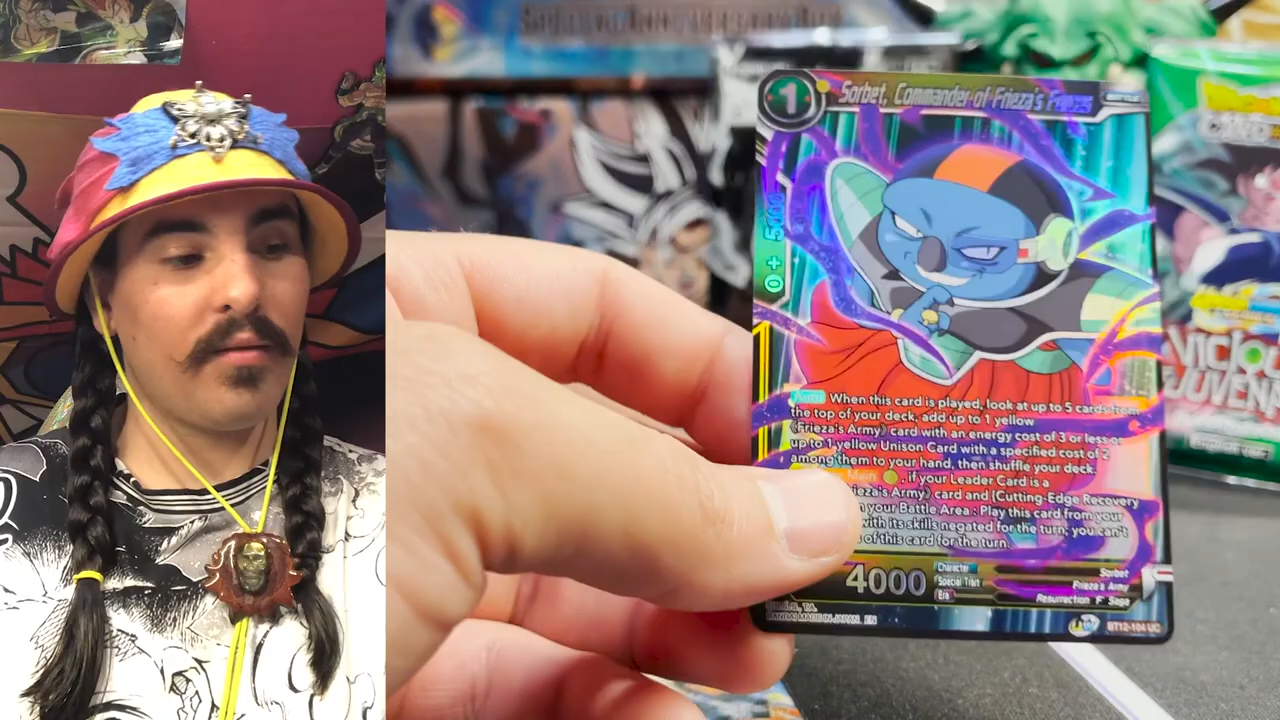 1
Sorbet, Commander of Frieza's Forces
0 + 5000
Auto When this card is played, look at up to 5 cards from
the top of your deck, add up to 1 yellow
《Frieza's Army》 card with an energy cost of 3 or less or
up to 1 yellow Unison Card with a specified cost of 2
among them to your hand, then shuffle your deck.
Main , if your Leader Card is a
Frieza's Army》 card and {Cutting-Edge Recovery
your Battle Area : Play this card from your
with its skills negated for the turn; you can't
of this card for the turn.
4000
Character Sorbet
Special Trait Frieza's Army
Era Resurrection 'F' Saga
BANDAI MADE IN JAPAN. EN
BT12-104 UC
CARD
VICIOUS
REJUVENA